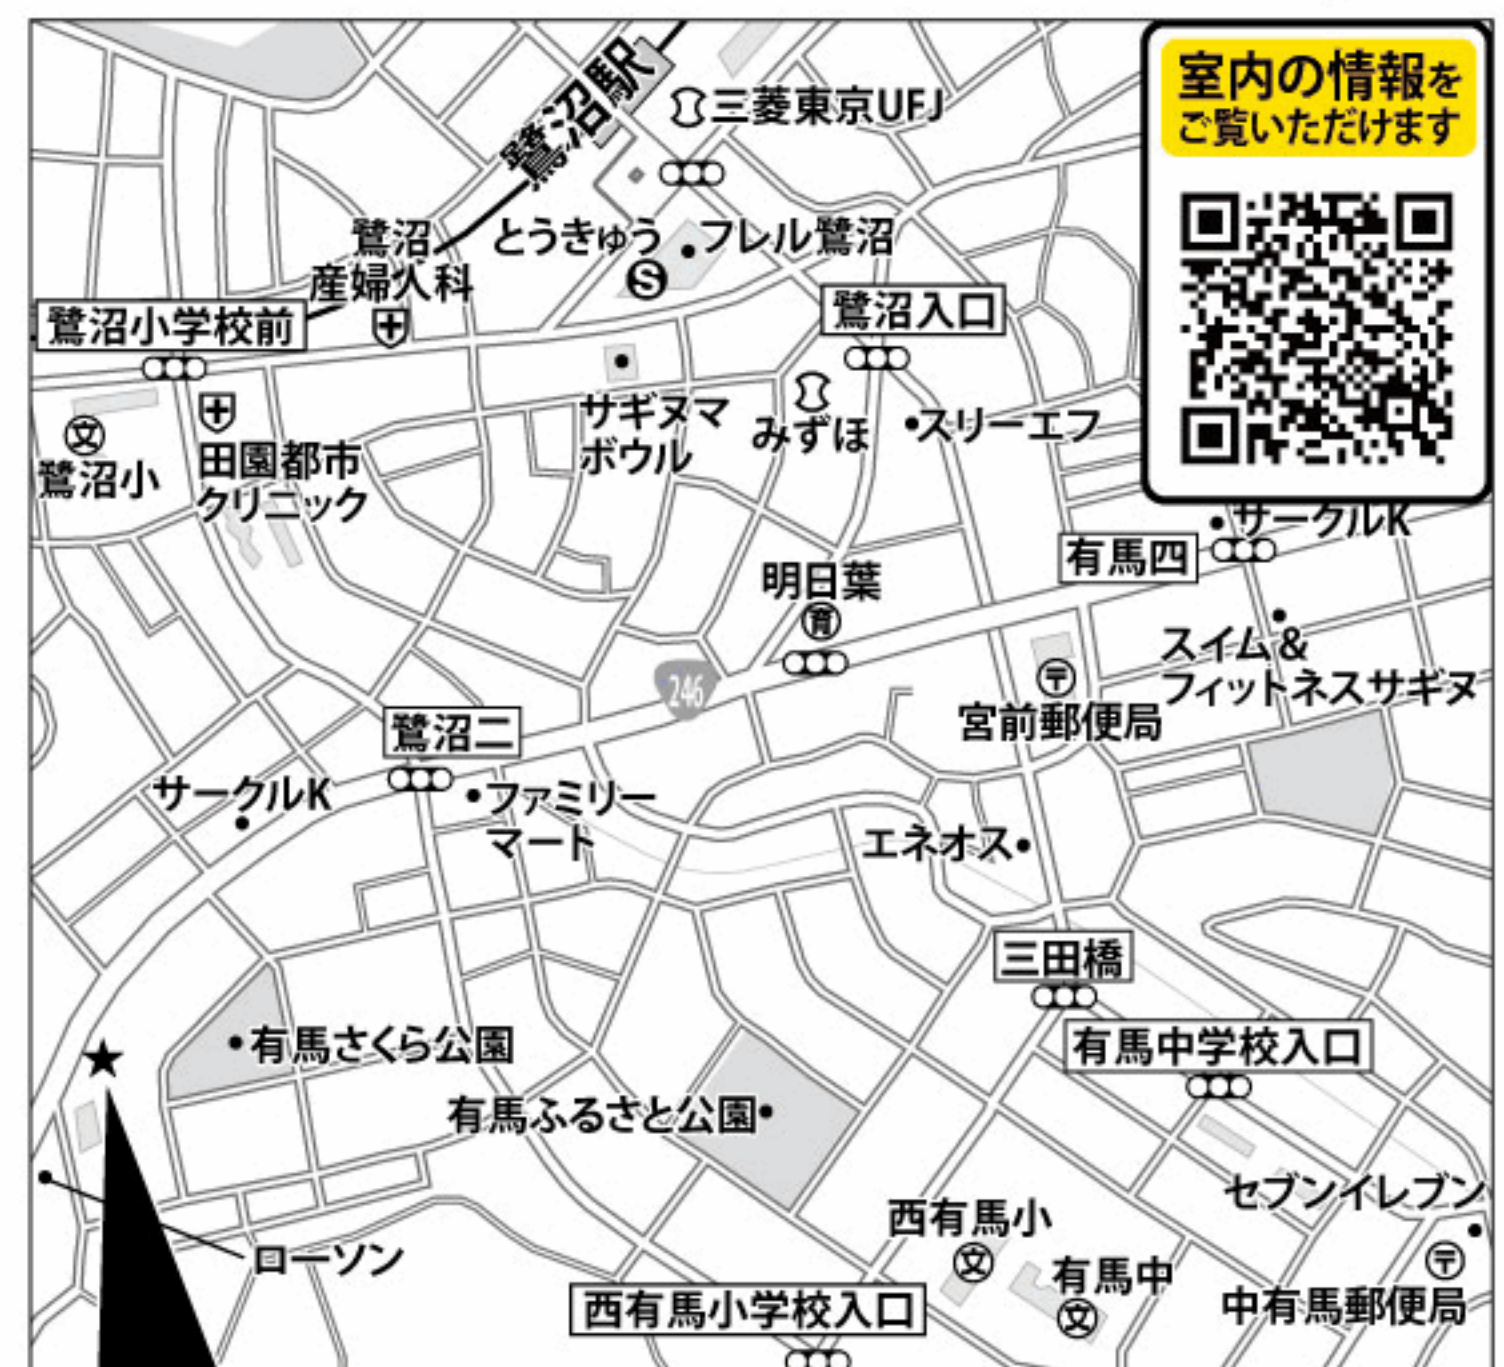 室内の情報を
ご覧いただけます
鷺沼駅
三菱東京UFJ
鷺沼
産婦人科
とうきゅう
S
フレル鷺沼
鷺沼小学校前
鷺沼入口
文
鷺沼小
田園都市
クリニック
サギヌマ
ボウル
みずほ
スリーエフ
サークルK
有馬四
明日葉
育
246
スイム&
フィットネスサギヌ
〒
宮前郵便局
鷺沼二
サークルK
ファミリー
マート
エネオス
三田橋
有馬さくら公園
有馬中学校入口
有馬ふるさと公園
セブンイレブン
西有馬小
文
有馬中
文
〒
中有馬郵便局
ローソン
西有馬小学校入口